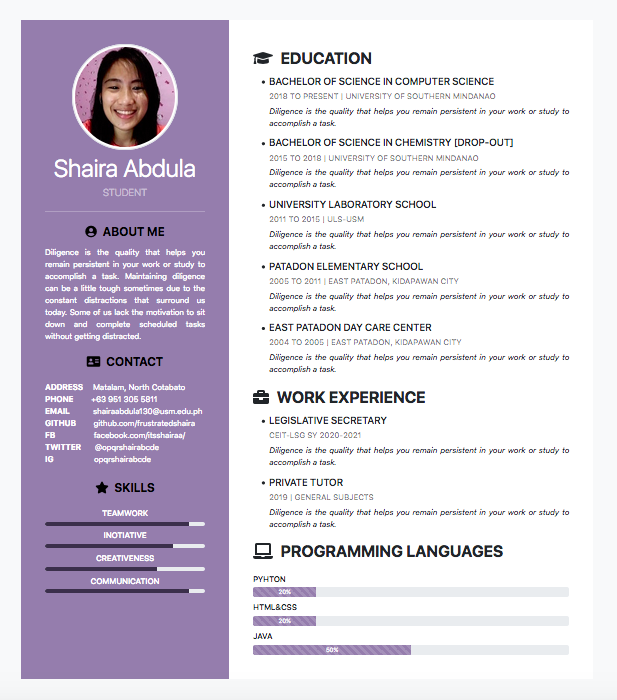 Shaira Abdula
STUDENT
ABOUT ME
Diligence is the quality that helps you
remain persistent in your work or study to
accomplish a task. Maintaining diligence
can be a little tough sometimes due to the
constant distractions that surround us
today. Some of us lack the motivation to sit
down and complete scheduled tasks
without getting distracted.
CONTACT
ADDRESS Matalam, North Cotabato
PHONE +63 951 305 5811
EMAIL shairaabdula130@usm.edu.ph
GITHUB github.com/frustratedshaira
FB facebook.com/itsshairaa/
TWITTER @opqrshairabcde
IG opqrshairabcde
SKILLS
TEAMWORK
INOTIATIVE
CREATIVENESS
COMMUNICATION
EDUCATION
• BACHELOR OF SCIENCE IN COMPUTER SCIENCE
2018 TO PRESENT | UNIVERSITY OF SOUTHERN MINDANAO
Diligence is the quality that helps you remain persistent in your work or study to
accomplish a task.
• BACHELOR OF SCIENCE IN CHEMISTRY [DROP-OUT]
2015 TO 2018 | UNIVERSITY OF SOUTHERN MINDANAO
Diligence is the quality that helps you remain persistent in your work or study to
accomplish a task.
• UNIVERSITY LABORATORY SCHOOL
2011 TO 2015 | ULS-USM
Diligence is the quality that helps you remain persistent in your work or study to
accomplish a task.
• PATADON ELEMENTARY SCHOOL
2005 TO 2011 | EAST PATADON, KIDAPAWAN CITY
Diligence is the quality that helps you remain persistent in your work or study to
accomplish a task.
• EAST PATADON DAY CARE CENTER
2004 TO 2005 | EAST PATADON, KIDAPAWAN CITY
Diligence is the quality that helps you remain persistent in your work or study to
accomplish a task.
WORK EXPERIENCE
• LEGISLATIVE SECRETARY
CEIT-LSG SY 2020-2021
Diligence is the quality that helps you remain persistent in your work or study to
accomplish a task.
• PRIVATE TUTOR
2019 | GENERAL SUBJECTS
Diligence is the quality that helps you remain persistent in your work or study to
accomplish a task.
PROGRAMMING LANGUAGES
PYHTON
20%
HTML&CSS
20%
JAVA
50%